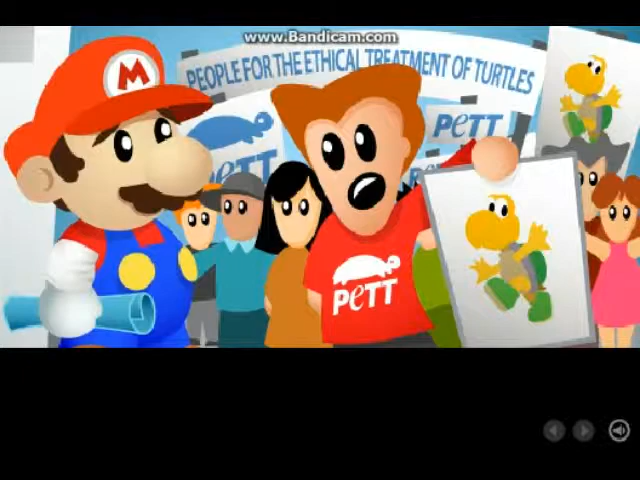 www.Bandicam.com
M
PEOPLE FOR THE ETHICAL TREATMENT OF TURTLES
PeTT
PeTT
PeTT